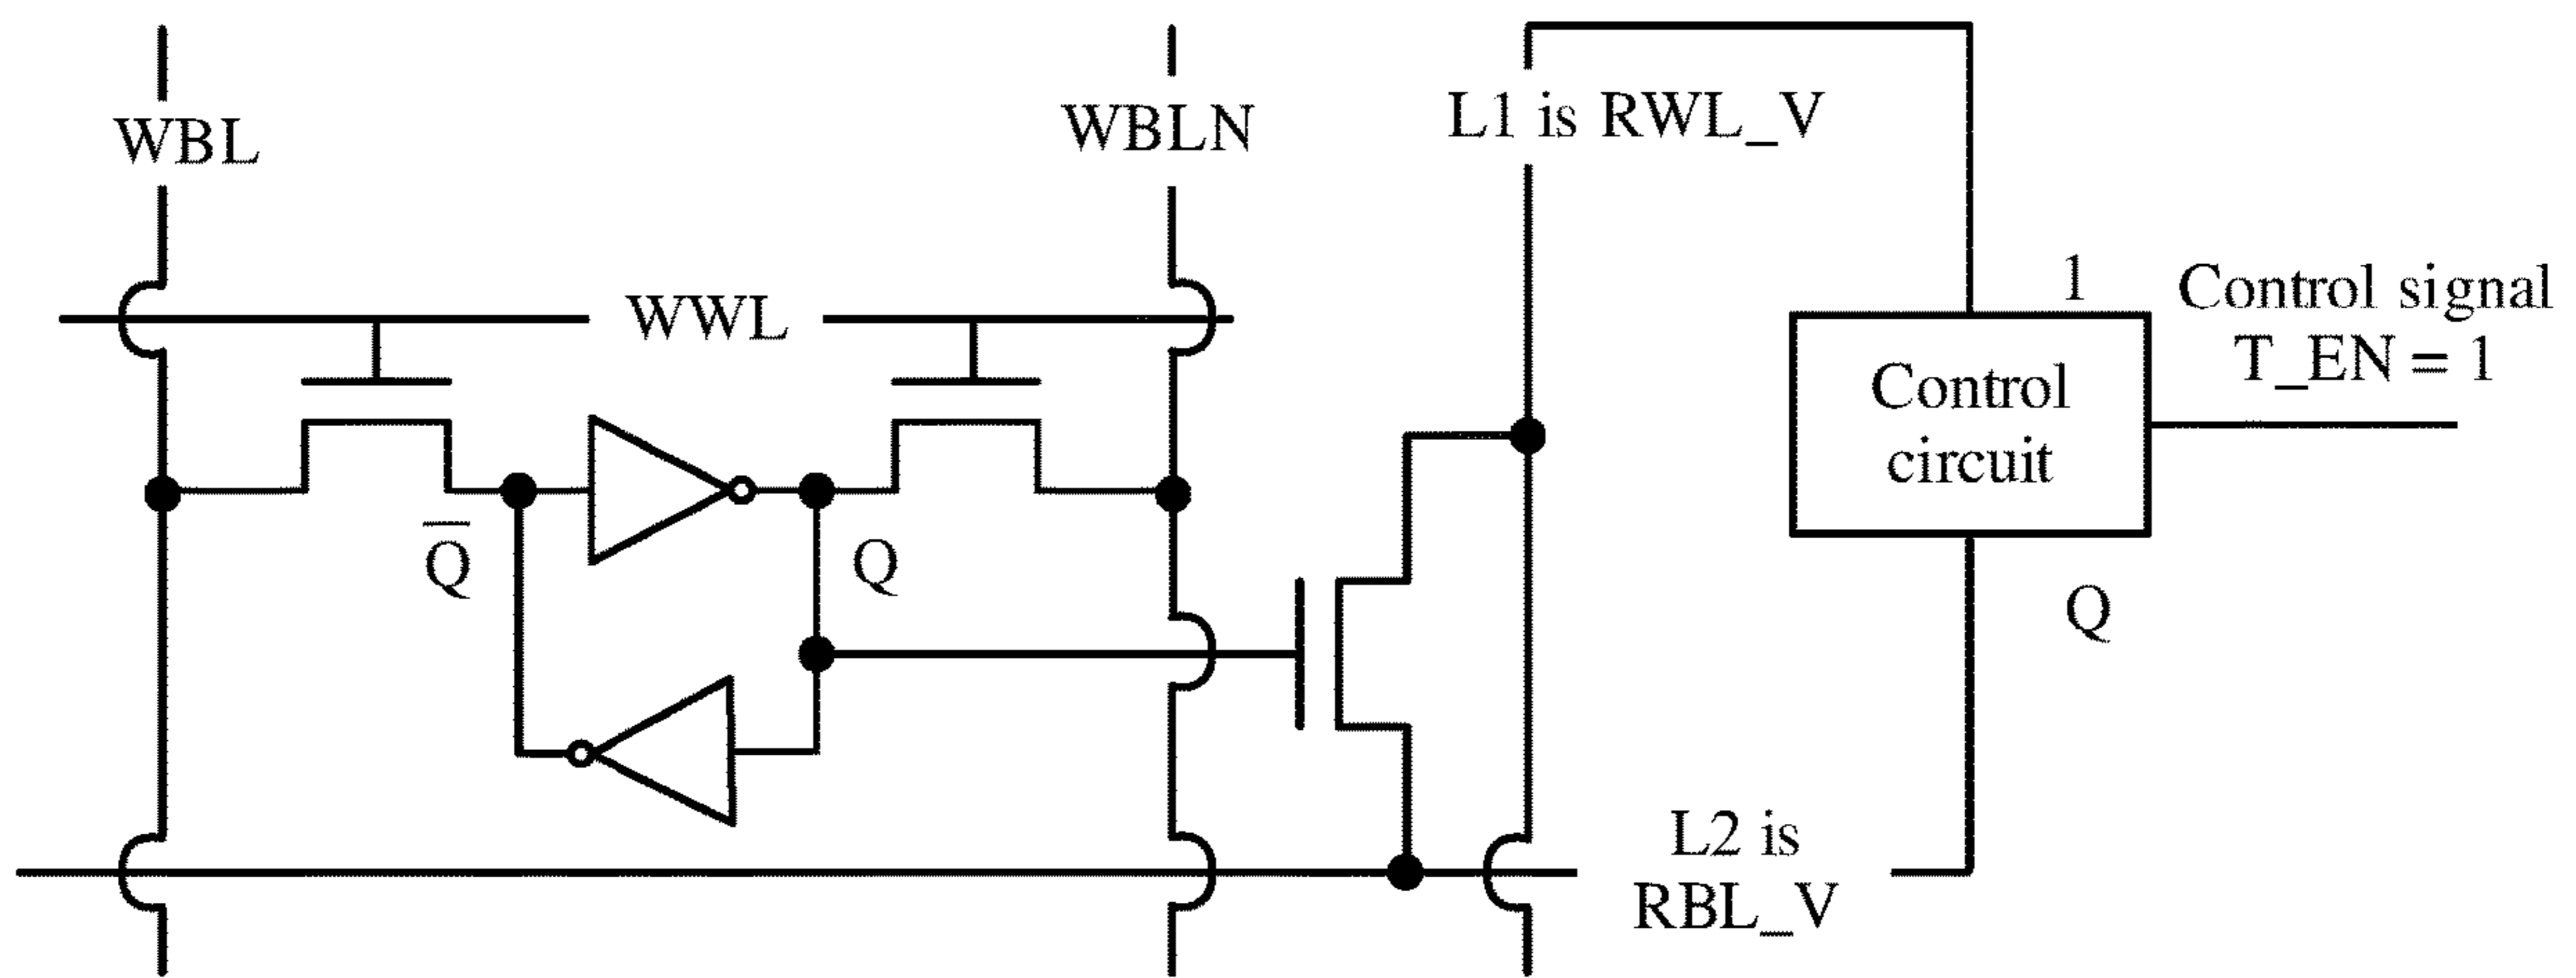 WBL
WBLN
L1 is RWL_V
WWL
1
Control signal
T_EN = 1
Control
circuit
Q̅
Q
Q
L2 is
RBL_V